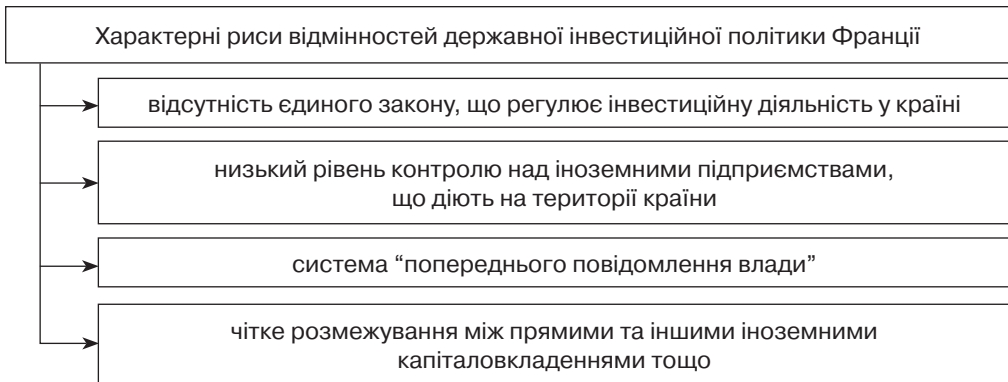 Характерні риси відмінностей державної інвестиційної політики Франції
відсутність єдиного закону, що регулює інвестиційну діяльність у країні
низький рівень контролю над іноземними підприємствами,
що діють на території країни
система “попереднього повідомлення влади”
чітке розмежування між прямими та іншими іноземними
капіталовкладеннями тощо